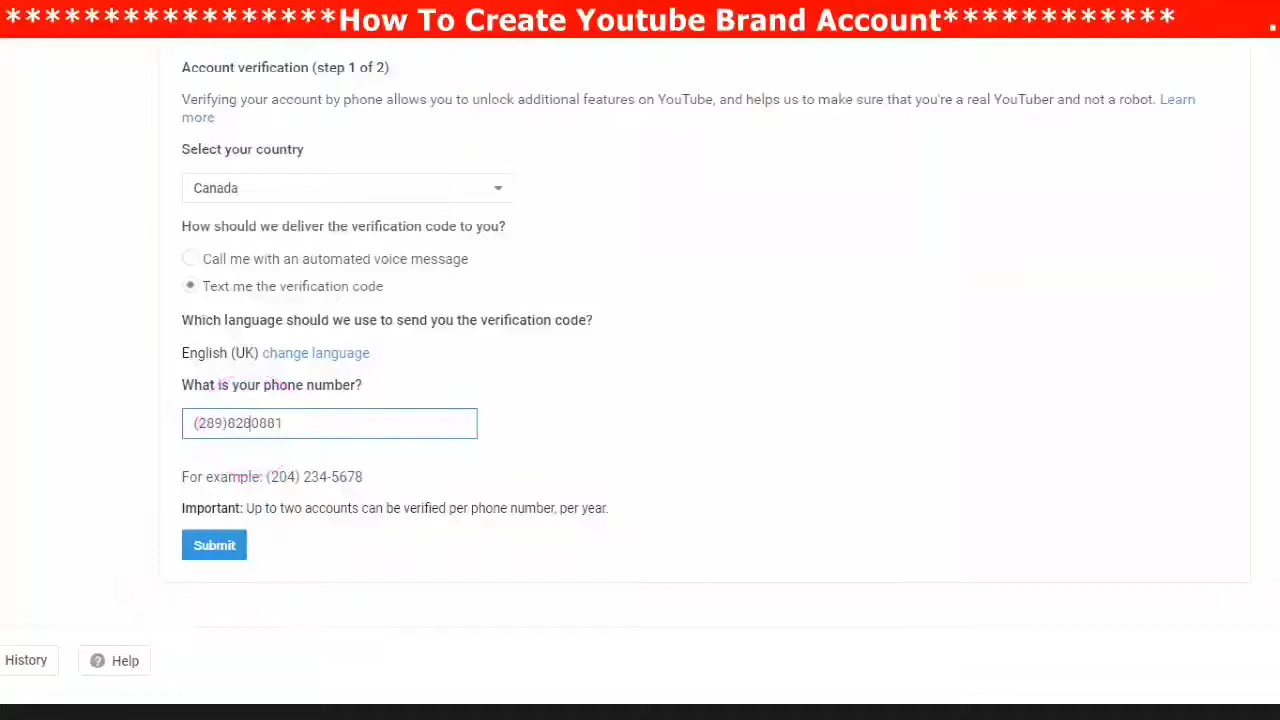 *****************How To Create Youtube Brand Account************ .
Account verification (step 1 of 2)
Verifying your account by phone allows you to unlock additional features on YouTube, and helps us to make sure that you're a real YouTuber and not a robot. Learn
more
Select your country
Canada
How should we deliver the verification code to you?
Call me with an automated voice message
Text me the verification code
Which language should we use to send you the verification code?
English (UK) change language
What is your phone number?
(289)8280881
For example: (204) 234-5678
Important: Up to two accounts can be verified per phone number, per year.
Submit
History
? Help